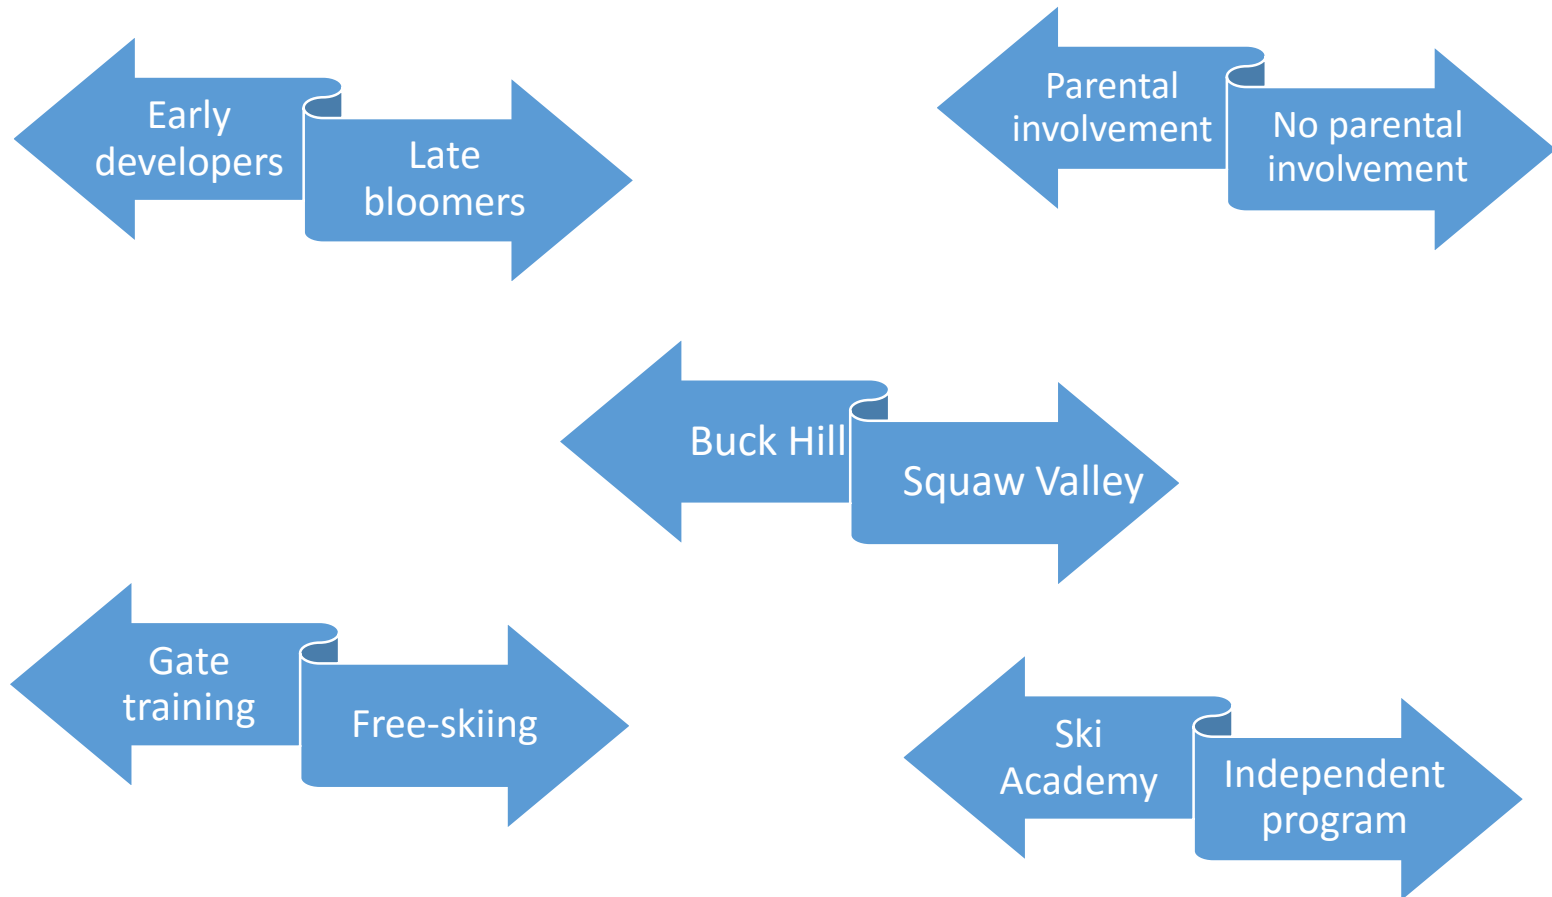 Early
developers
Late
bloomers
Parental
involvement
No parental
involvement
Buck Hill
Squaw Valley
Gate
training
Free-skiing
Ski
Academy
Independent
program